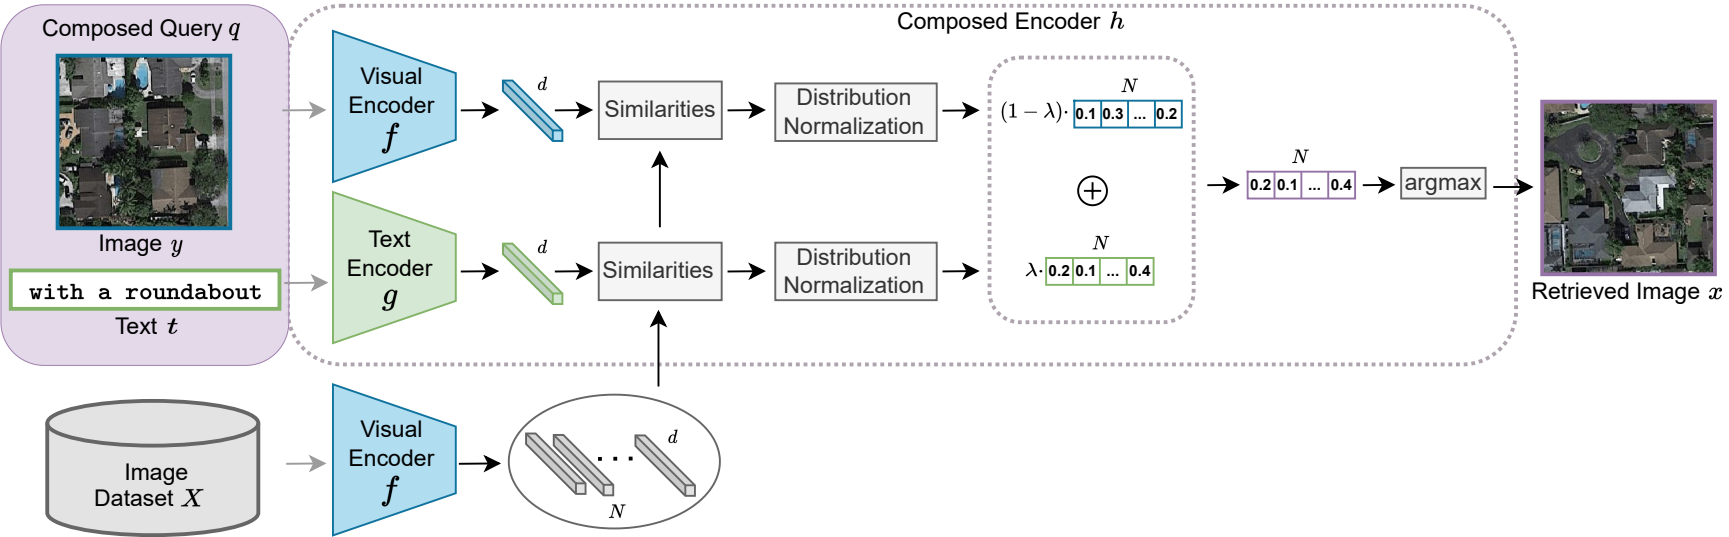 Composed Query q
Image y
with a roundabout
Text t
Composed Encoder h
Visual
Encoder
f
d
Similarities
Distribution
Normalization
(1 − λ)·
N
0.1 0.3 ... 0.2
Text
Encoder
g
d
Similarities
Distribution
Normalization
λ·
N
0.2 0.1 ... 0.4
N
0.2 0.1 ... 0.4
argmax
Retrieved Image x
Image
Dataset X
Visual
Encoder
f
...
d
N